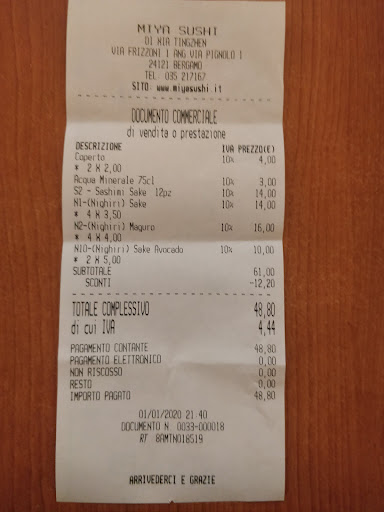 MIYA SUSHI
DI XIA TINGZHEN
VIA FRIZZONI 1 ANG VIA PIGNOLO 1
24121 BERGAMO
TEL. 035 217167
SITO: www.miyasushi.it
DOCUMENTO COMMERCIALE
di vendita o prestazione
DESCRIZIONE IVA PREZZO(E)
Coperto 10% 4,00
* 2 X 2,00
Acqua Minerale 75cl 10% 3,00
S2 - Sashimi Sake 12pz 10% 14,00
N1-(Nighiri) Sake 10% 14,00
* 4 X 3,50
N2-(Nighiri) Maguro 10% 16,00
* 4 X 4,00
N10-(Nighiri) Sake Avocado 10% 10,00
* 2 X 5,00
SUBTOTALE 61,00
SCONTI -12,20
TOTALE COMPLESSIVO 48,80
di cui IVA 4,44
PAGAMENTO CONTANTE 48,80
PAGAMENTO ELETTRONICO 0,00
NON RISCOSSO 0,00
RESTO 0,00
IMPORTO PAGATO 48,80
01/01/2020 21:40
DOCUMENTO N. 0033-000018
RT 8AMTN018519
ARRIVEDERCI E GRAZIE